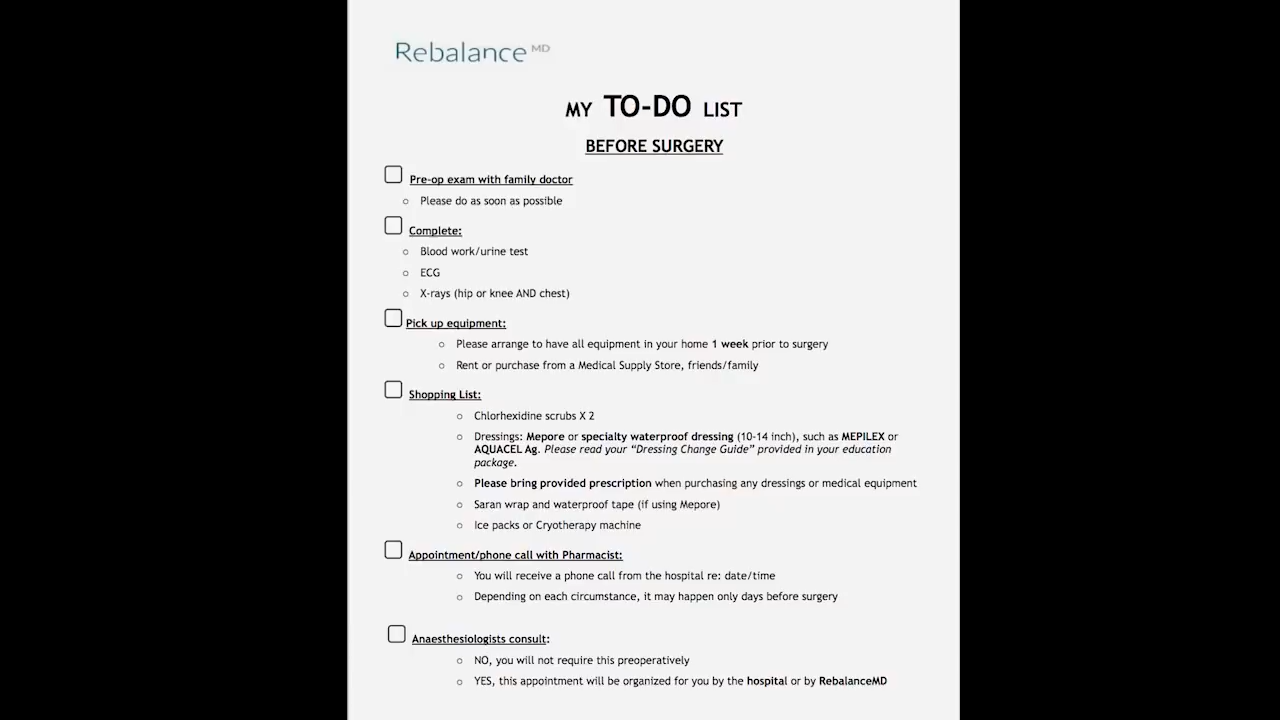 Rebalance MD
MY TO-DO LIST
BEFORE SURGERY
Pre-op exam with family doctor
Please do as soon as possible
Complete:
Blood work/urine test
ECG
X-rays (hip or knee AND chest)
Pick up equipment:
Please arrange to have all equipment in your home 1 week prior to surgery
Rent or purchase from a Medical Supply Store, friends/family
Shopping List:
Chlorhexidine scrubs X 2
Dressings: Mepore or specialty waterproof dressing (10-14 inch), such as MEPILEX or
AQUACEL Ag. Please read your “Dressing Change Guide” provided in your education
package.
Please bring provided prescription when purchasing any dressings or medical equipment
Saran wrap and waterproof tape (if using Mepore)
Ice packs or Cryotherapy machine
Appointment/phone call with Pharmacist:
You will receive a phone call from the hospital re: date/time
Depending on each circumstance, it may happen only days before surgery
Anaesthesiologists consult:
NO, you will not require this preoperatively
YES, this appointment will be organized for you by the hospital or by RebalanceMD